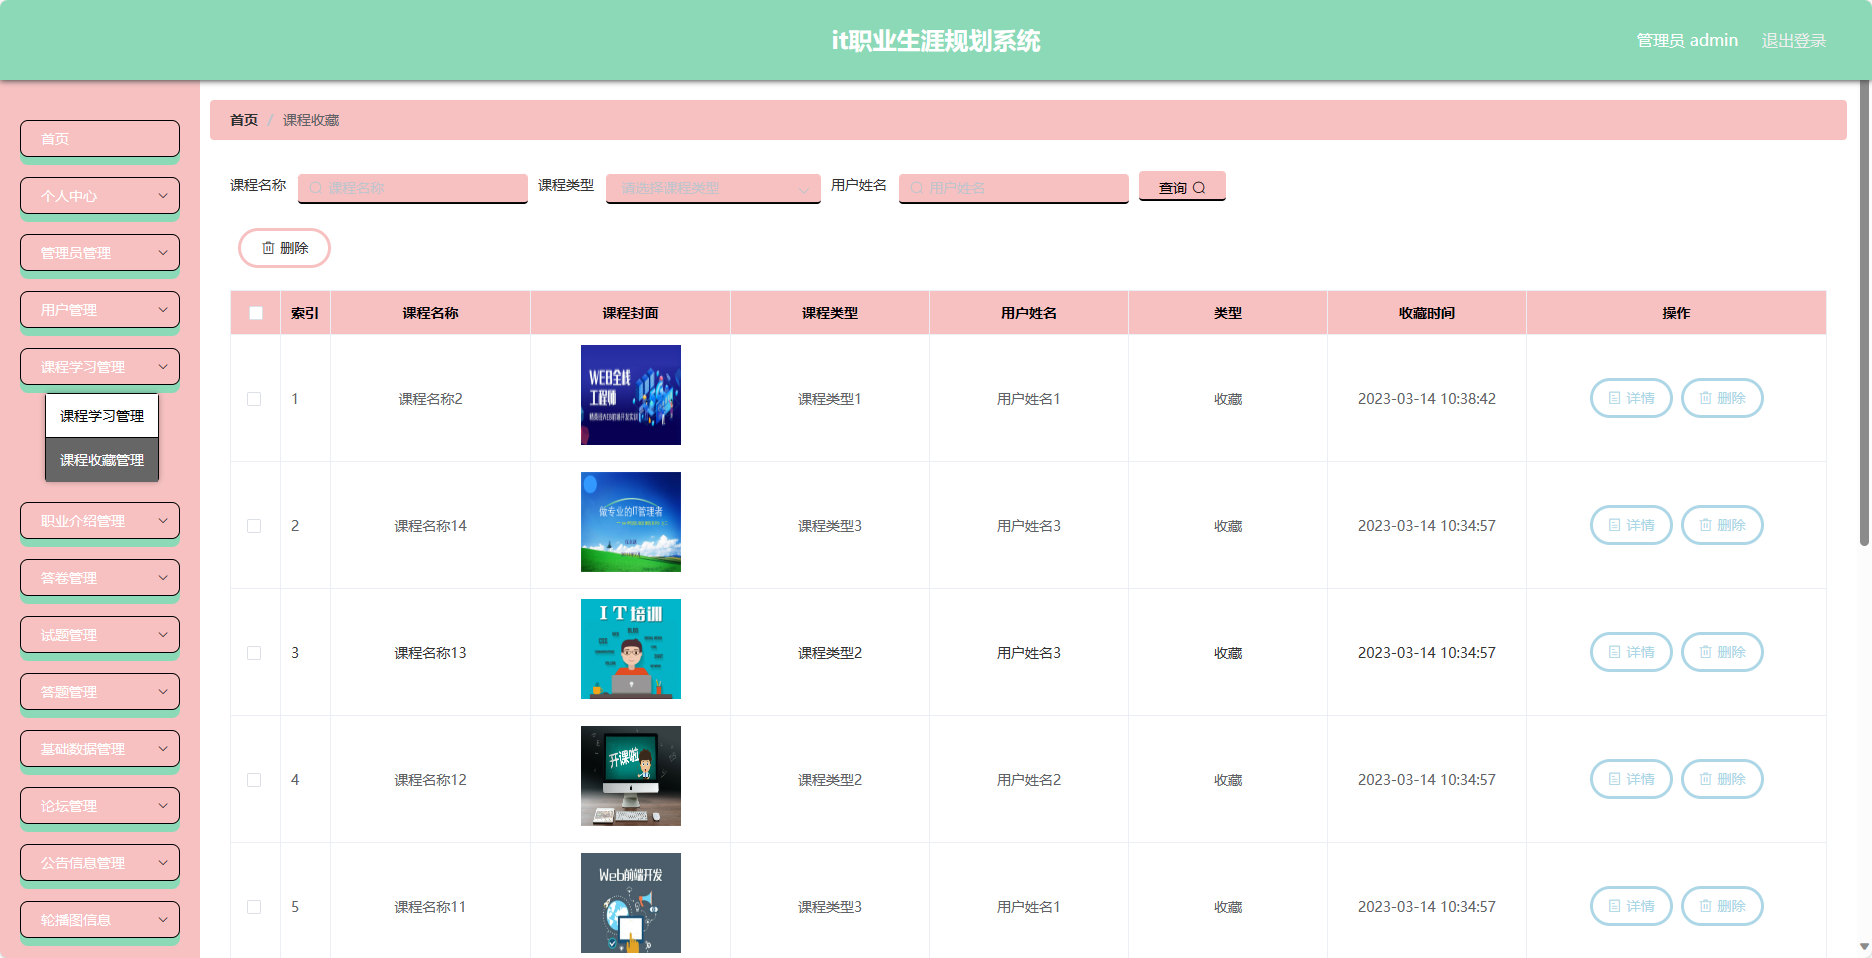 it职业生涯规划系统
管理员 admin
退出登录
首页
个人中心
管理员管理
用户管理
课程学习管理
课程学习管理
课程收藏管理
职业介绍管理
答卷管理
试题管理
答题管理
基础数据管理
论坛管理
公告信息管理
轮播图信息
首页 / 课程收藏
课程名称 课程名称 课程类型 请选择课程类型 用户姓名 用户姓名 查询
删除
索引 课程名称 课程封面 课程类型 用户姓名 类型 收藏时间 操作
WEB全栈
工程师
1 课程名称2 课程类型1 用户姓名1 收藏 2023-03-14 10:38:42 详情 删除
做专业的IT管理者
2 课程名称14 课程类型3 用户姓名3 收藏 2023-03-14 10:34:57 详情 删除
IT培训
3 课程名称13 课程类型2 用户姓名3 收藏 2023-03-14 10:34:57 详情 删除
开课啦
4 课程名称12 课程类型2 用户姓名2 收藏 2023-03-14 10:34:57 详情 删除
Web前端开发
5 课程名称11 课程类型3 用户姓名1 收藏 2023-03-14 10:34:57 详情 删除